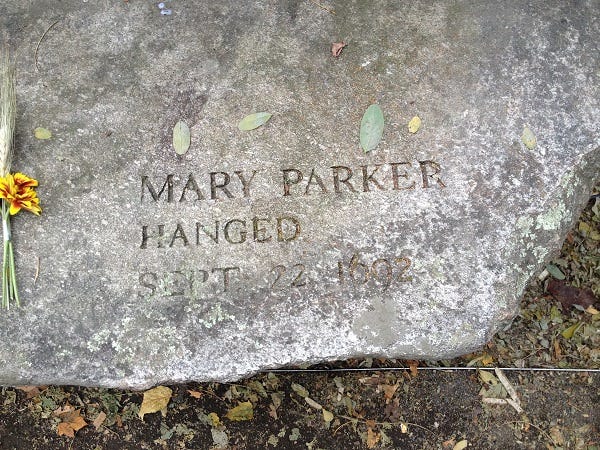 MARY PARKER
HANGED
SEPT. 22 1692